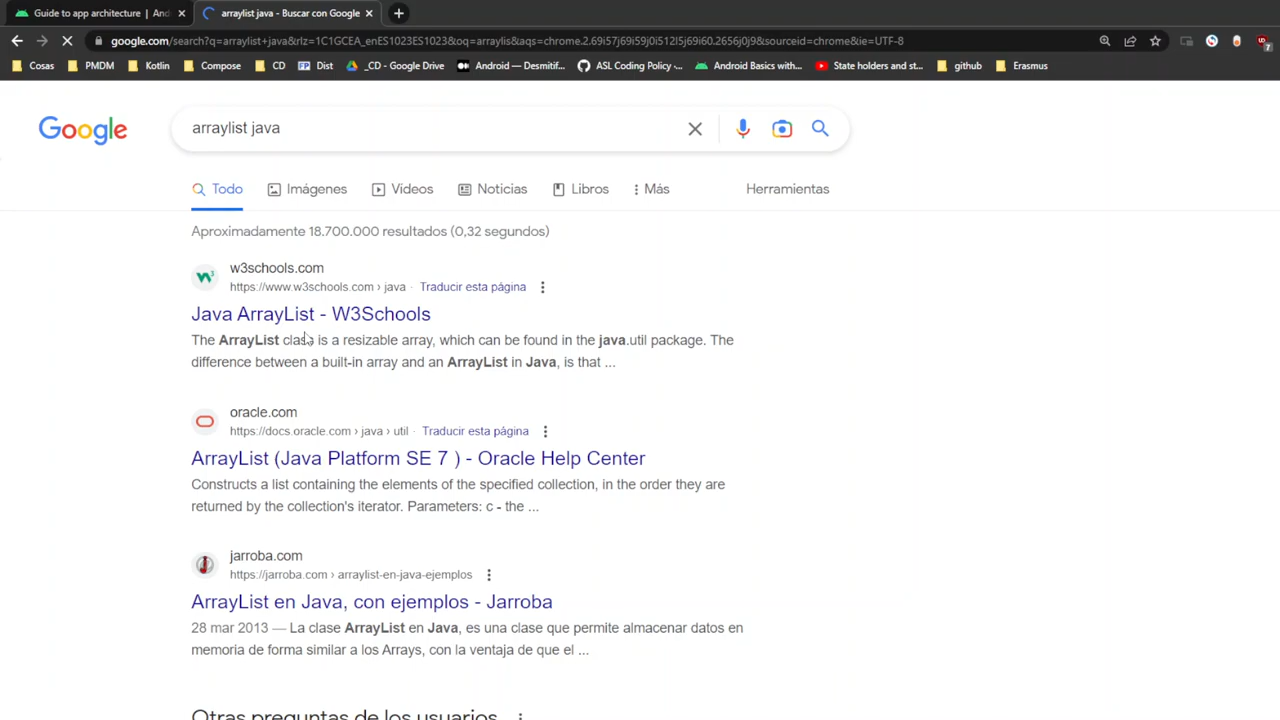 Guide to app architecture | And
arraylist java - Buscar con Google
google.com/search?q=arraylist+java&rlz=1C1GCEA_enES1023ES1023&oq=arraylis&aqs=chrome.2.69i57j69i59j0i512l5j69i60.2656j0j9&sourceid=chrome&ie=UTF-8
Cosas PMDM Kotlin Compose CD Dist _CD - Google Drive Android — Desmitif... ASL Coding Policy -... Android Basics with... State holders and st... github Erasmus
Google
arraylist java
Todo Imágenes Vídeos Noticias Libros Más Herramientas
Aproximadamente 18.700.000 resultados (0,32 segundos)
w3schools.com
https://www.w3schools.com › java · Traducir esta página
Java ArrayList - W3Schools
The ArrayList class is a resizable array, which can be found in the java.util package. The
difference between a built-in array and an ArrayList in Java, is that ...
oracle.com
https://docs.oracle.com › java › util · Traducir esta página
ArrayList (Java Platform SE 7 ) - Oracle Help Center
Constructs a list containing the elements of the specified collection, in the order they are
returned by the collection's iterator. Parameters: c - the ...
jarroba.com
https://jarroba.com › arraylist-en-java-ejemplos
ArrayList en Java, con ejemplos - Jarroba
28 mar 2013 — La clase ArrayList en Java, es una clase que permite almacenar datos en
memoria de forma similar a los Arrays, con la ventaja de que el ...
Otras preguntas de los usuarios